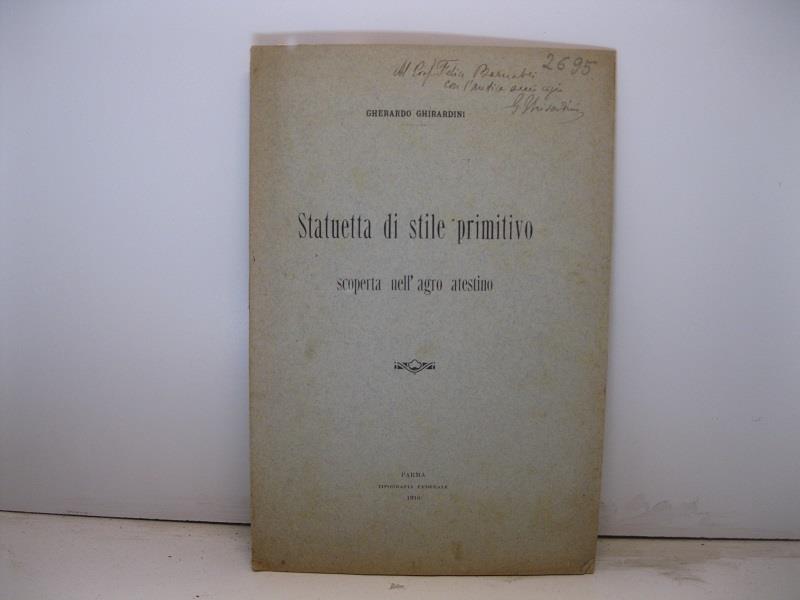 2695
Al Prof. Felice Barnabei
con l'antica
G. Ghirardini
GHERARDO GHIRARDINI
Statuetta di stile primitivo
scoperta nell'agro atestino
PARMA
TIPOGRAFIA FEDERALE
1910